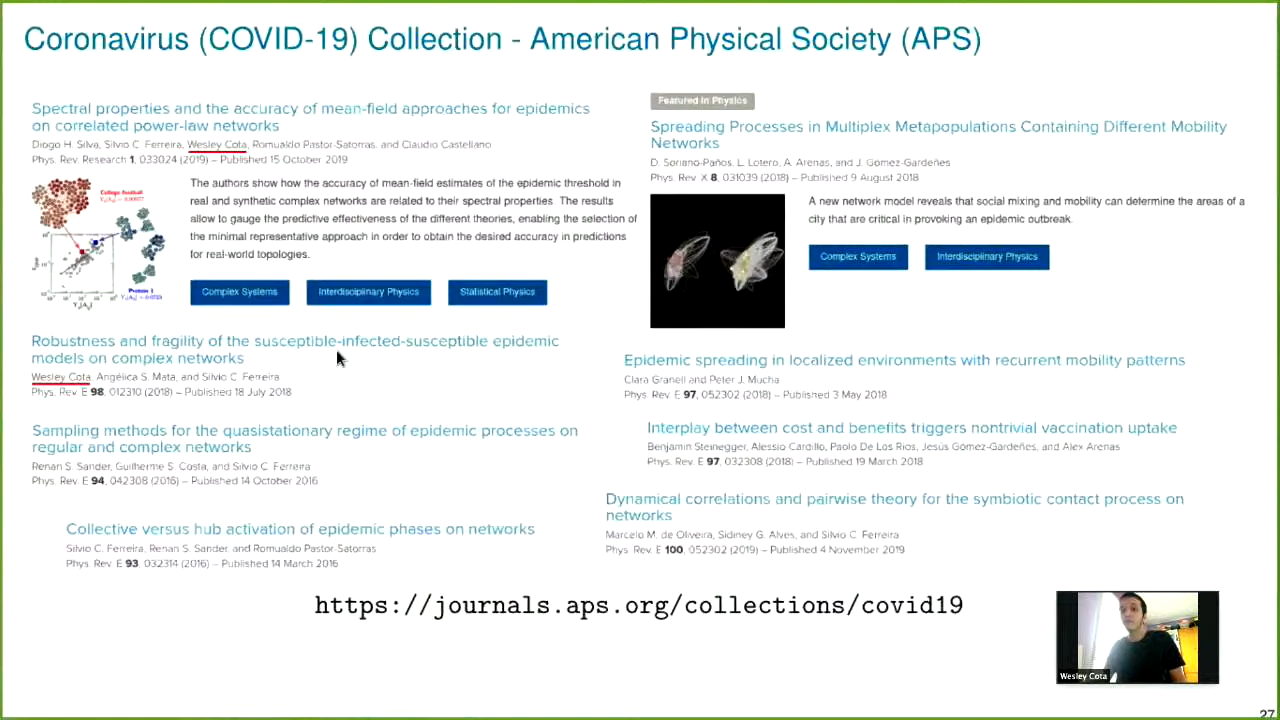 Coronavirus (COVID-19) Collection - American Physical Society (APS)
Spectral properties and the accuracy of mean-field approaches for epidemics
on correlated power-law networks
Diogo H. Silva, Silvio C. Ferreira, Wesley Cota, Romualdo Pastor-Satorras, and Claudio Castellano
Phys. Rev. Research 1, 033024 (2019) – Published 15 October 2019
College football
The authors show how the accuracy of mean-field estimates of the epidemic threshold in
real and synthetic complex networks are related to their spectral properties. The results
allow to gauge the predictive effectiveness of the different theories, enabling the selection of
the minimal representative approach in order to obtain the desired accuracy in predictions
for real-world topologies.
Protein 1
Complex Systems
Interdisciplinary Physics
Statistical Physics
Robustness and fragility of the susceptible-infected-susceptible epidemic
models on complex networks
Wesley Cota, Angélica S. Mata, and Silvio C. Ferreira
Phys. Rev. E 98, 012310 (2018) – Published 18 July 2018
Sampling methods for the quasistationary regime of epidemic processes on
regular and complex networks
Renan S. Sander, Guilherme S. Costa, and Silvio C. Ferreira
Phys. Rev. E 94, 042308 (2016) – Published 14 October 2016
Collective versus hub activation of epidemic phases on networks
Silvio C. Ferreira, Renan S. Sander, and Romualdo Pastor-Satorras
Phys. Rev. E 93, 032314 (2016) – Published 14 March 2016
Featured in Physics
Spreading Processes in Multiplex Metapopulations Containing Different Mobility
Networks
D. Soriano-Paños, L. Lotero, A. Arenas, and J. Gómez-Gardeñes
Phys. Rev. X 8, 031039 (2018) – Published 9 August 2018
A new network model reveals that social mixing and mobility can determine the areas of a
city that are critical in provoking an epidemic outbreak.
Complex Systems
Interdisciplinary Physics
Epidemic spreading in localized environments with recurrent mobility patterns
Clara Granell and Peter J. Mucha
Phys. Rev. E 97, 052302 (2018) – Published 3 May 2018
Interplay between cost and benefits triggers nontrivial vaccination uptake
Benjamin Steinegger, Alessio Cardillo, Paolo De Los Rios, Jesús Gómez-Gardeñes, and Alex Arenas
Phys. Rev. E 97, 032308 (2018) – Published 19 March 2018
Dynamical correlations and pairwise theory for the symbiotic contact process on
networks
Marcelo M. de Oliveira, Sidiney G. Alves, and Silvio C. Ferreira
Phys. Rev. E 100, 052302 (2019) – Published 4 November 2019
https://journals.aps.org/collections/covid19
Wesley Cota
27